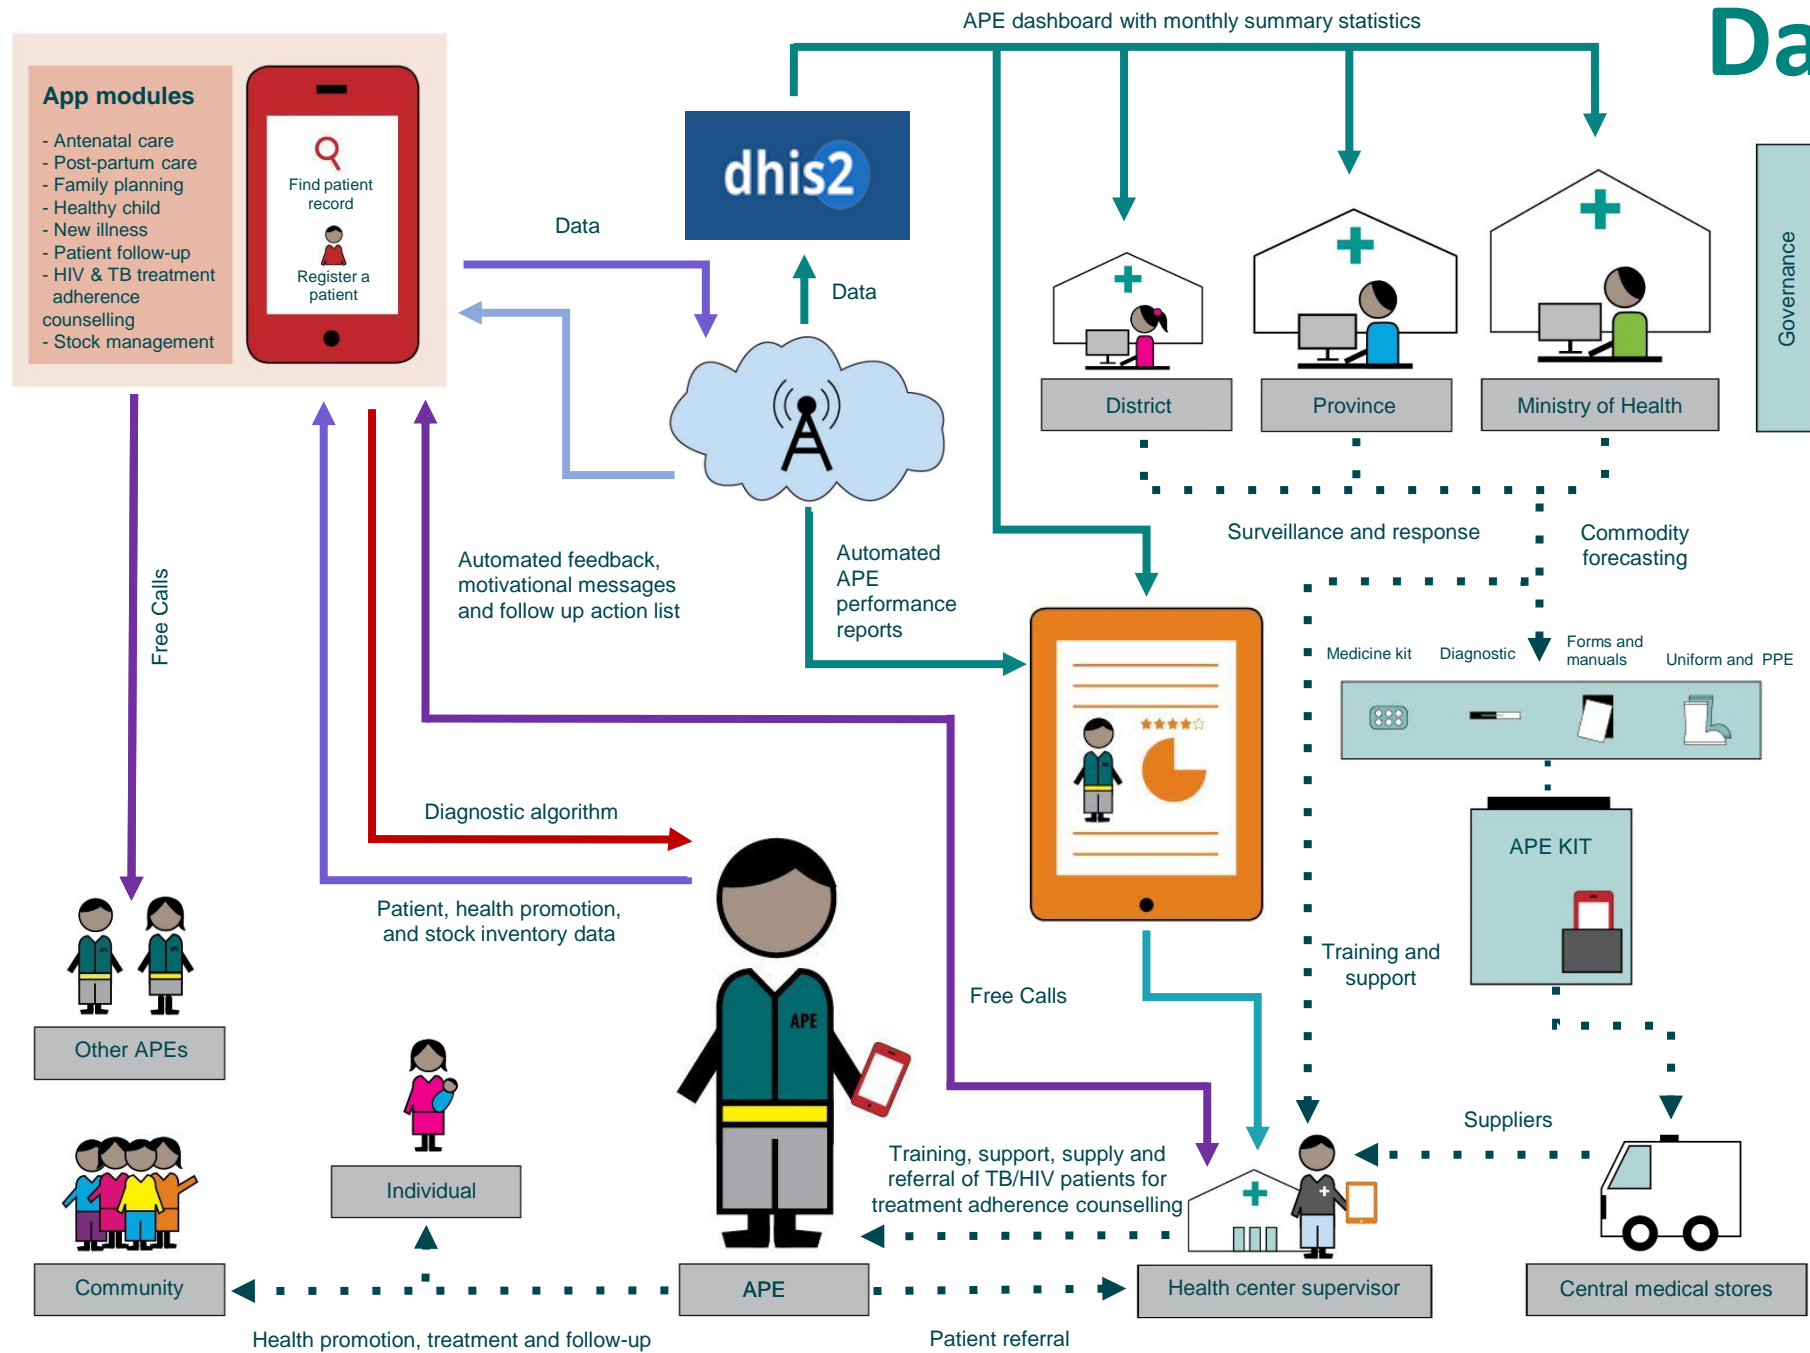 APE dashboard with monthly summary statistics
Da
App modules
- Antenatal care
- Post-partum care
- Family planning
- Healthy child
- New illness
- Patient follow-up
- HIV & TB treatment
adherence
counselling
- Stock management
Find patient
record
Register a
patient
Data
dhis2
Data
Governance
District
Province
Ministry of Health
Surveillance and response
Commodity
forecasting
Automated feedback,
motivational messages
and follow up action list
Automated
APE
performance
reports
Free Calls
Medicine kit
Diagnostic
Forms and
manuals
Uniform and PPE
Diagnostic algorithm
APE KIT
Patient, health promotion,
and stock inventory data
Training and
support
Free Calls
APE
APE
APE
Other APEs
Suppliers
Training, support, supply and
referral of TB/HIV patients for
treatment adherence counselling
Individual
Community
APE
Health center supervisor
Central medical stores
Health promotion, treatment and follow-up
Patient referral